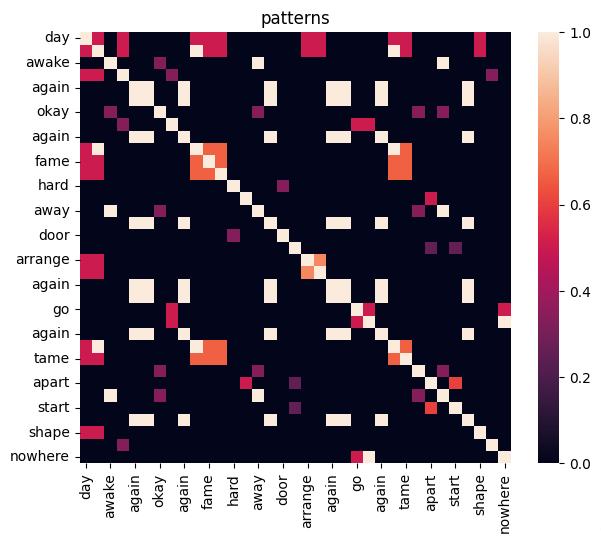 patterns
day
awake
again
okay
again
fame
hard
away
door
arrange
again
go
again
tame
apart
start
shape
nowhere
day
awake
again
okay
again
fame
hard
away
door
arrange
again
go
again
tame
apart
start
shape
nowhere
1.0
0.8
0.6
0.4
0.2
0.0